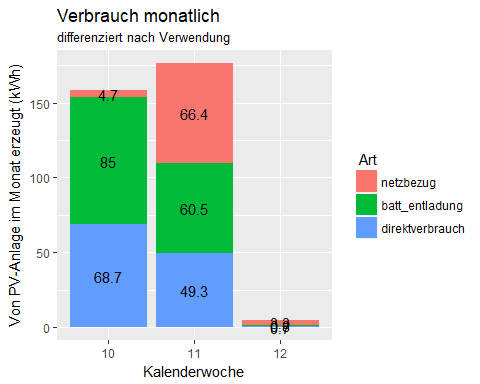 Verbrauch monatlich
differenziert nach Verwendung
Von PV-Anlage im Monat erzeugt (kWh)
150
100
50
0
4.7
85
68.7
66.4
60.5
49.3
10
11
12
Kalenderwoche
Art
netzbezug
batt_entladung
direktverbrauch